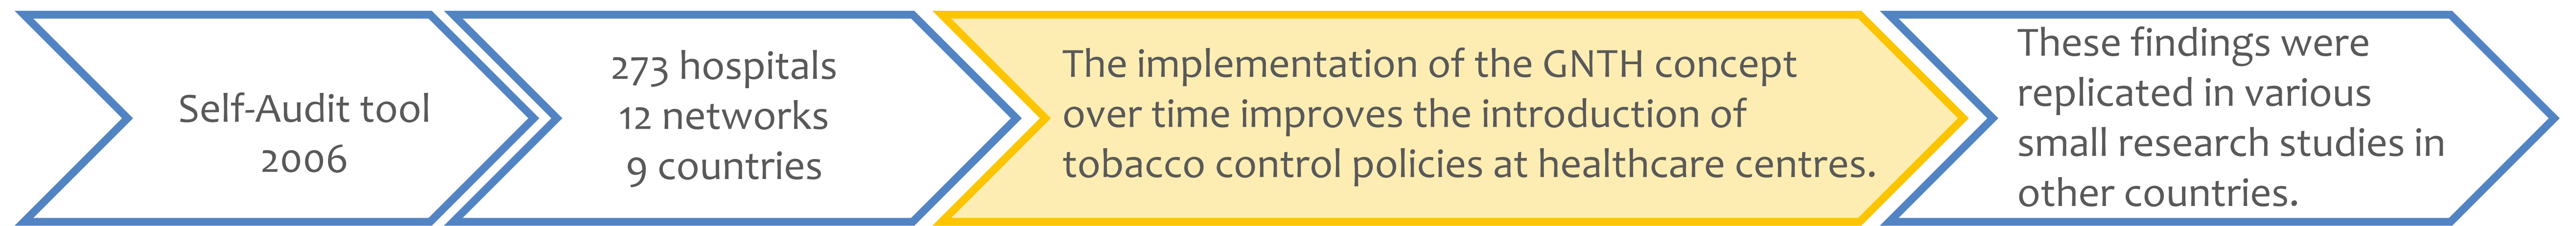 Self-Audit tool
2006
273 hospitals
12 networks
9 countries
The implementation of the GNTH concept
over time improves the introduction of
tobacco control policies at healthcare centres.
These findings were
replicated in various
small research studies in
other countries.